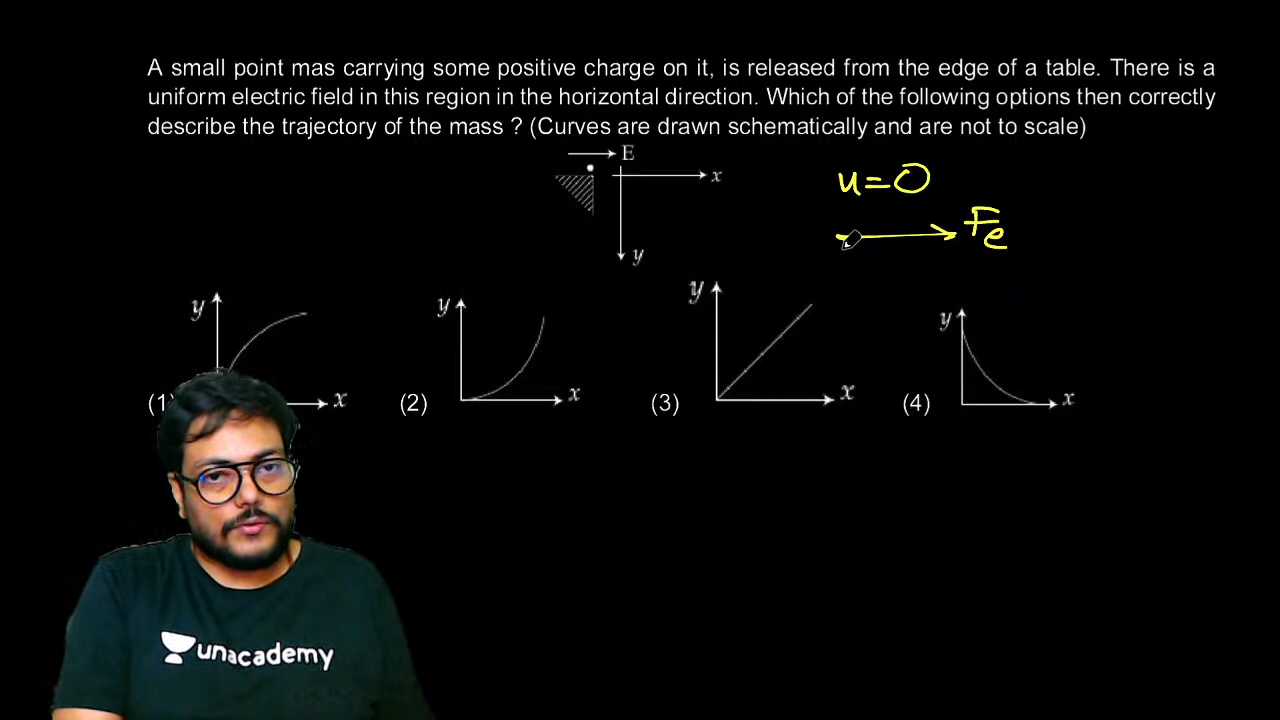 A small point mas carrying some positive charge on it, is released from the edge of a table. There is a
uniform electric field in this region in the horizontal direction. Which of the following options then correctly
describe the trajectory of the mass ? (Curves are drawn schematically and are not to scale)
E
x
y
u=0
Fe
y
x
(1)
y
x
(2)
y
x
(3)
y
x
(4)
unacademy